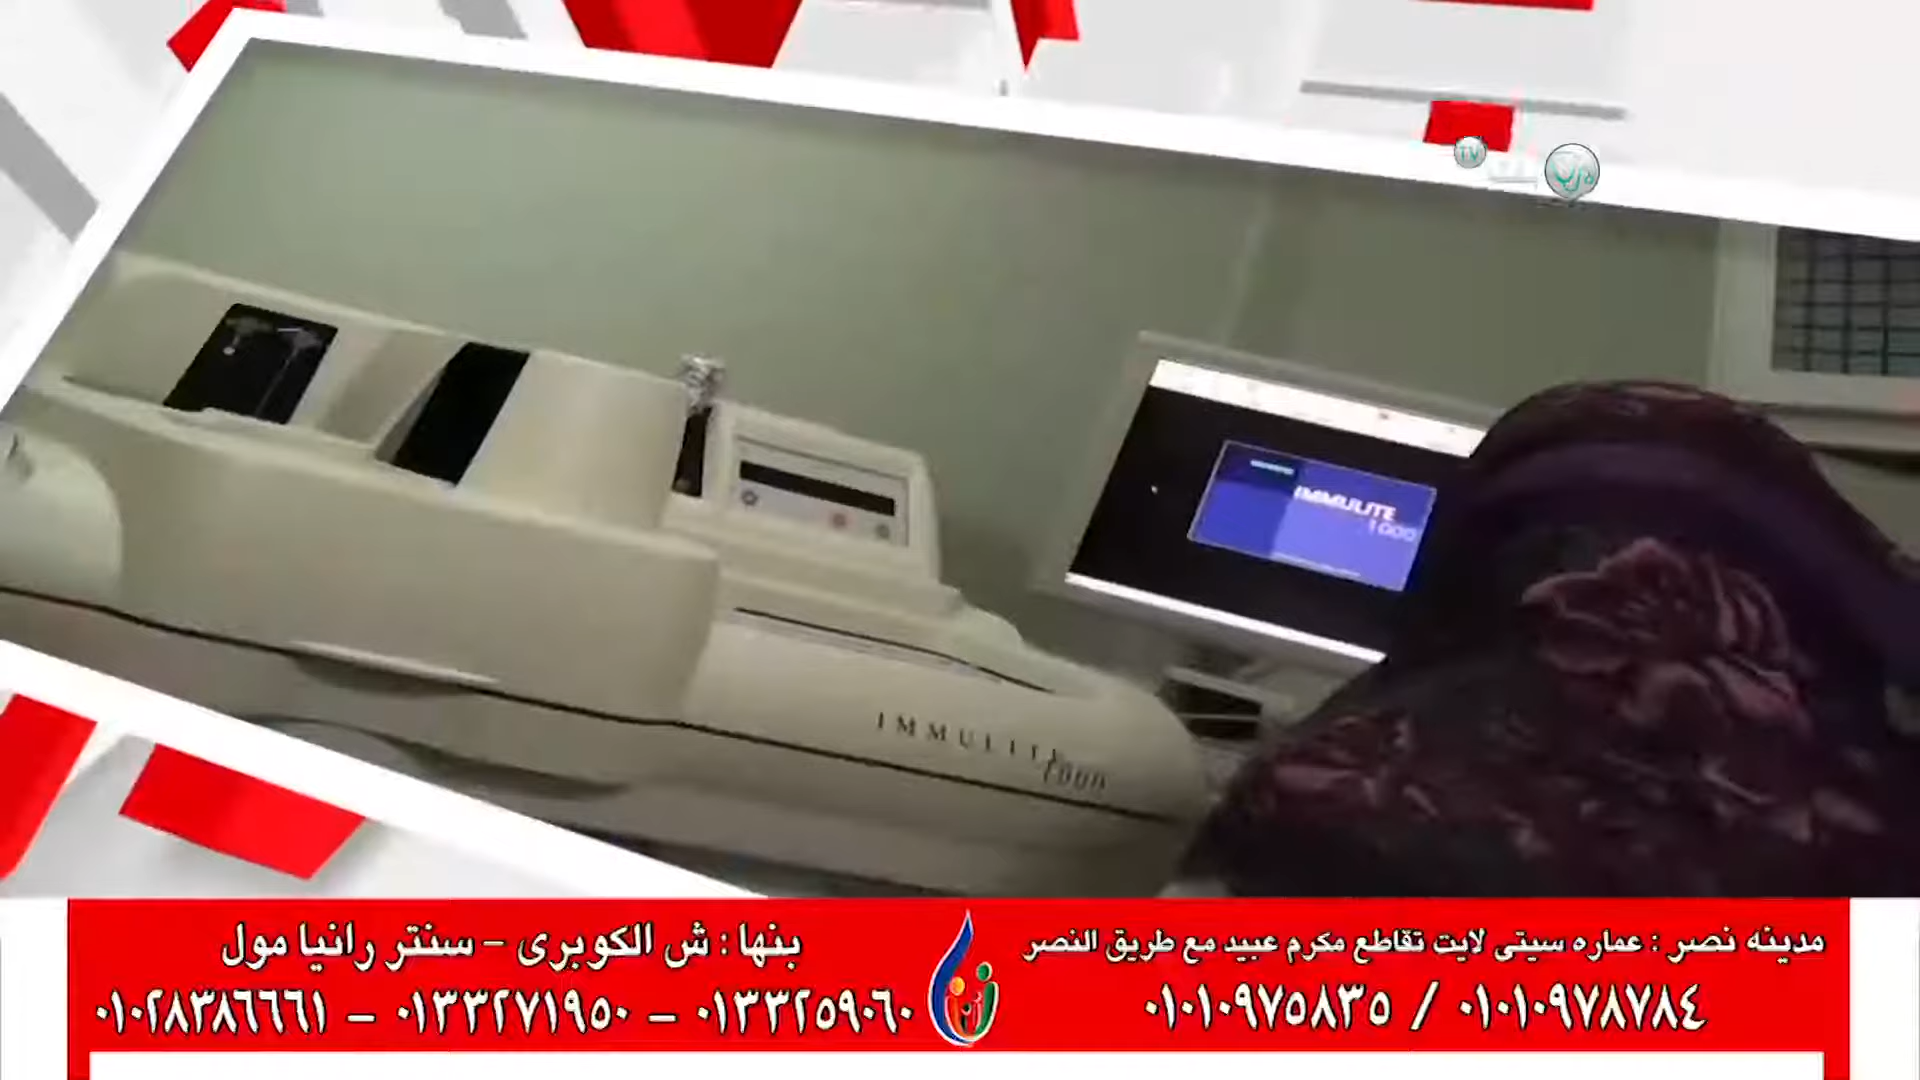 TV
IMMULITE
1000
IMMULITE
1000
مدينه نصر : عماره سيتى لايت تقاطع مكرم عبيد مع طريق النصر
٠١٠١٠٩٧٨٧٨٤ / ٠١٠١٠٩٧٥٨٣٥
بنها : ش الكوبرى - سنتر رانيا مول
٠١٣٣٢٥٩٠٦٠ - ٠١٣٣٢٧١٩٥٠ - ٠١٠٢٨٣٨٦٦٦١